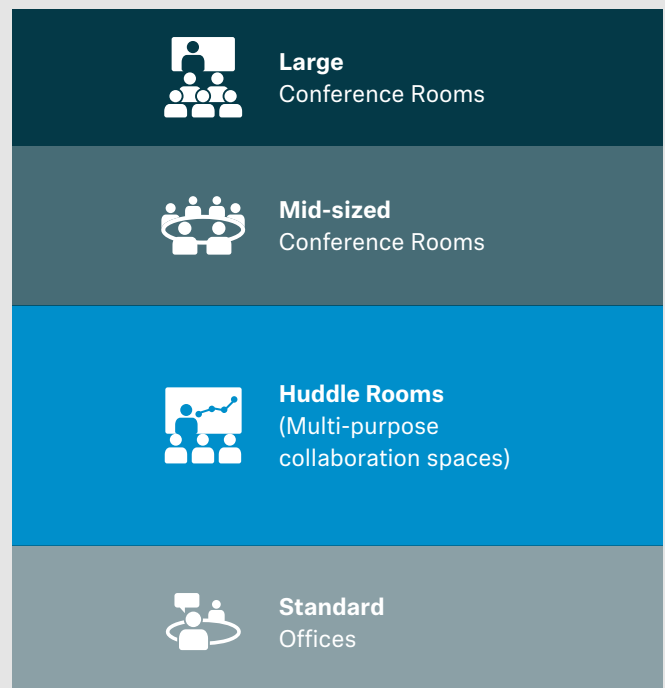 Large
Conference Rooms
Mid-sized
Conference Rooms
Huddle Rooms
(Multi-purpose
collaboration spaces)
Standard
Offices